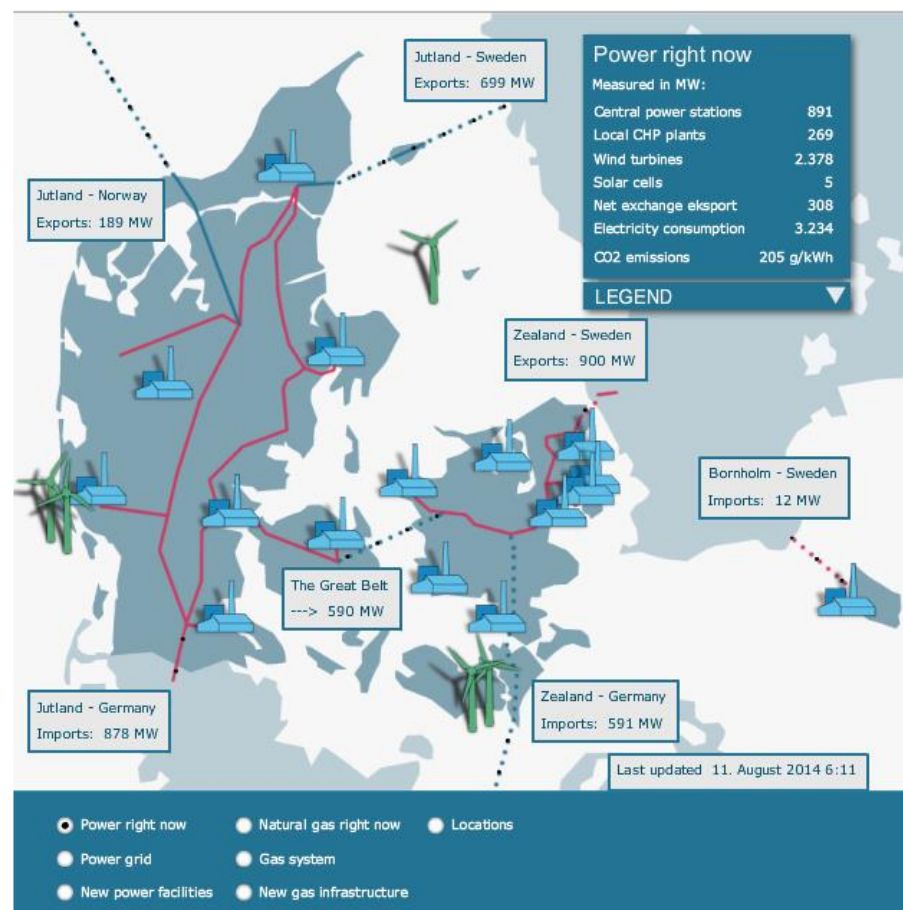 Jutland - Sweden
Exports: 699 MW
Power right now
Measured in MW:
Central power stations 891
Local CHP plants 269
Wind turbines 2.378
Solar cells 5
Net exchange eksport 308
Electricity consumption 3.234
CO2 emissions 205 g/kWh
LEGEND
Jutland - Norway
Exports: 189 MW
Zealand - Sweden
Exports: 900 MW
Bornholm - Sweden
Imports: 12 MW
The Great Belt
---> 590 MW
Jutland - Germany
Imports: 878 MW
Zealand - Germany
Imports: 591 MW
Last updated 11. August 2014 6:11
Power right now
Natural gas right now
Locations
Power grid
Gas system
New power facilities
New gas infrastructure